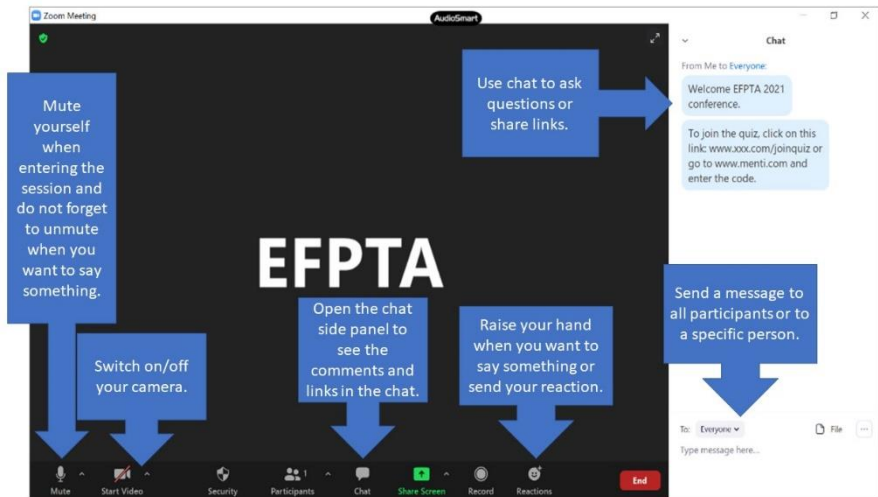 Zoom Meeting
AudioSmart
Mute
yourself
when
entering the
session and
do not forget
to unmute
when you
want to say
something.
Switch on/off
your camera.
EFPTA
Open the chat
side panel to
see the
comments and
links in the chat.
Use chat to ask
questions or
share links.
Raise your hand
when you want to
say something or
send your reaction.
Chat
From Me to Everyone:
Welcome EFPTA 2021
conference.
To join the quiz, click on this
link: www.xxx.com/joinquiz or
go to www.menti.com and
enter the code.
Send a message to
all participants or to
a specific person.
To: Everyone File ...
Type message here...
Mute Start Video Security Participants 1 Chat Share Screen Record Reactions End